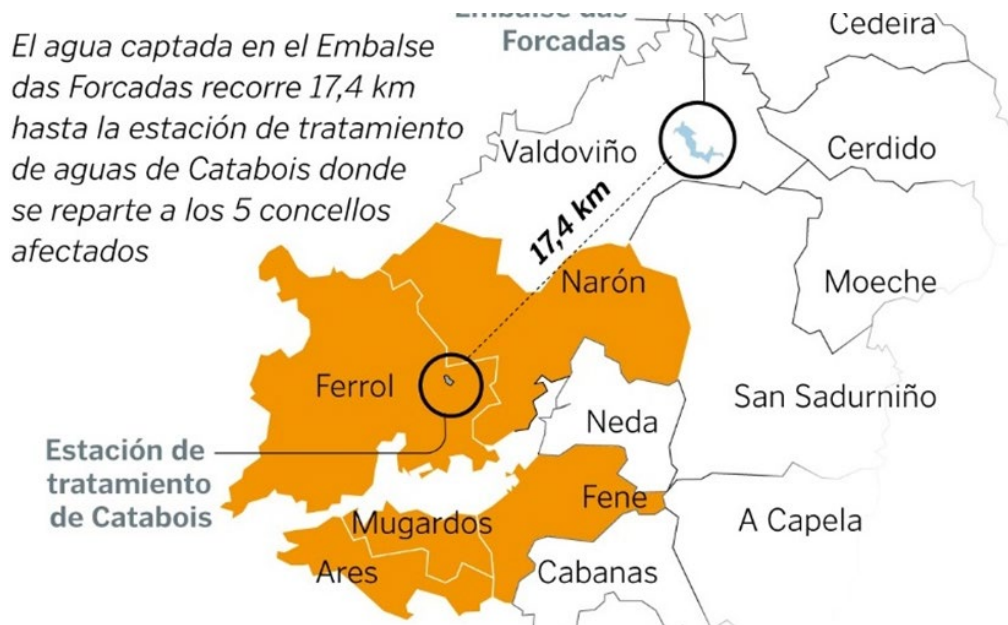 El agua captada en el Embalse
das Forcadas recorre 17,4 km
hasta la estación de tratamiento
de aguas de Catabois donde
se reparte a los 5 concellos
afectados
Embalse das
Forcadas
Cedeira
Valdoviño
Cerdido
17,4 km
Narón
Moeche
Ferrol
San Sadurniño
Neda
Estación de
tratamiento
de Catabois
Fene
Mugardos
A Capela
Ares
Cabanas